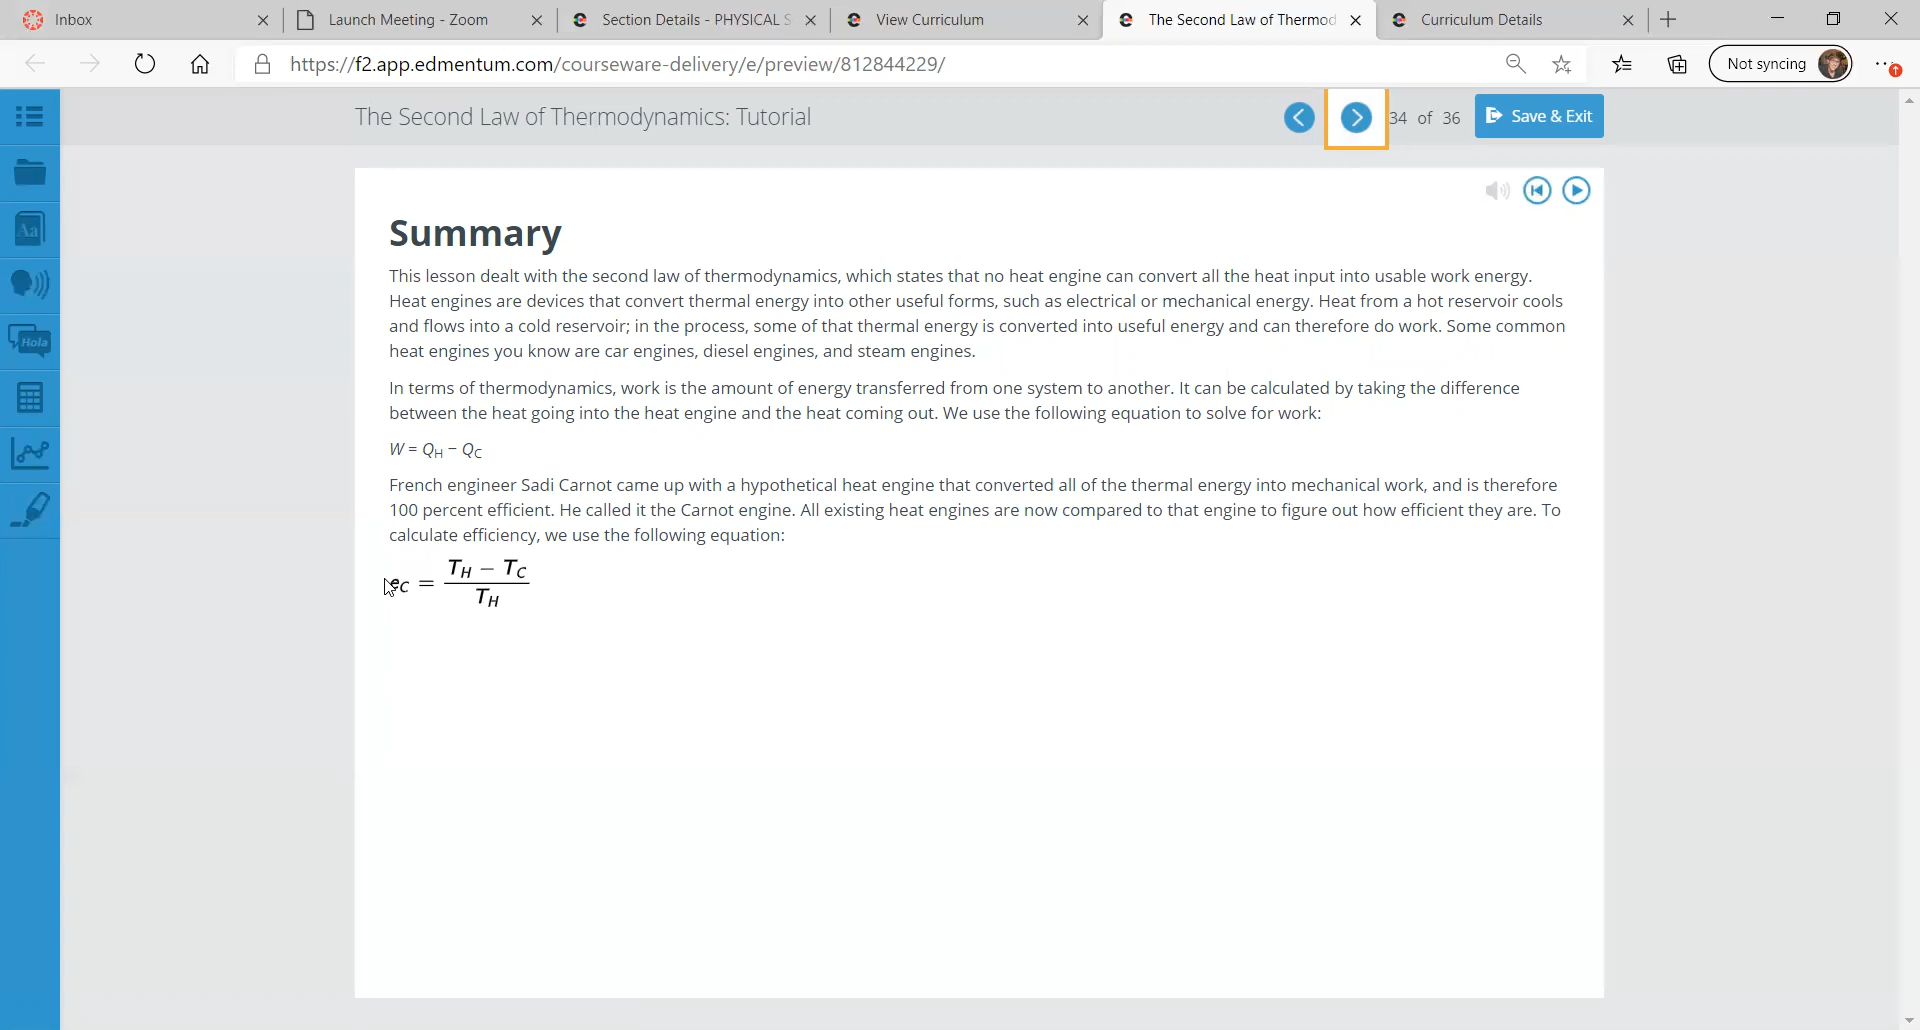 Inbox
Launch Meeting - Zoom
Section Details - PHYSICAL S
View Curriculum
The Second Law of Thermod
Curriculum Details
https://f2.app.edmentum.com/courseware-delivery/e/preview/812844229/
Not syncing
The Second Law of Thermodynamics: Tutorial
34 of 36
Save & Exit
Aa
Hola
Summary
This lesson dealt with the second law of thermodynamics, which states that no heat engine can convert all the heat input into usable work energy.
Heat engines are devices that convert thermal energy into other useful forms, such as electrical or mechanical energy. Heat from a hot reservoir cools
and flows into a cold reservoir; in the process, some of that thermal energy is converted into useful energy and can therefore do work. Some common
heat engines you know are car engines, diesel engines, and steam engines.
In terms of thermodynamics, work is the amount of energy transferred from one system to another. It can be calculated by taking the difference
between the heat going into the heat engine and the heat coming out. We use the following equation to solve for work:
W = QH − QC
French engineer Sadi Carnot came up with a hypothetical heat engine that converted all of the thermal energy into mechanical work, and is therefore
100 percent efficient. He called it the Carnot engine. All existing heat engines are now compared to that engine to figure out how efficient they are. To
calculate efficiency, we use the following equation:
TH − TC
eC =
TH